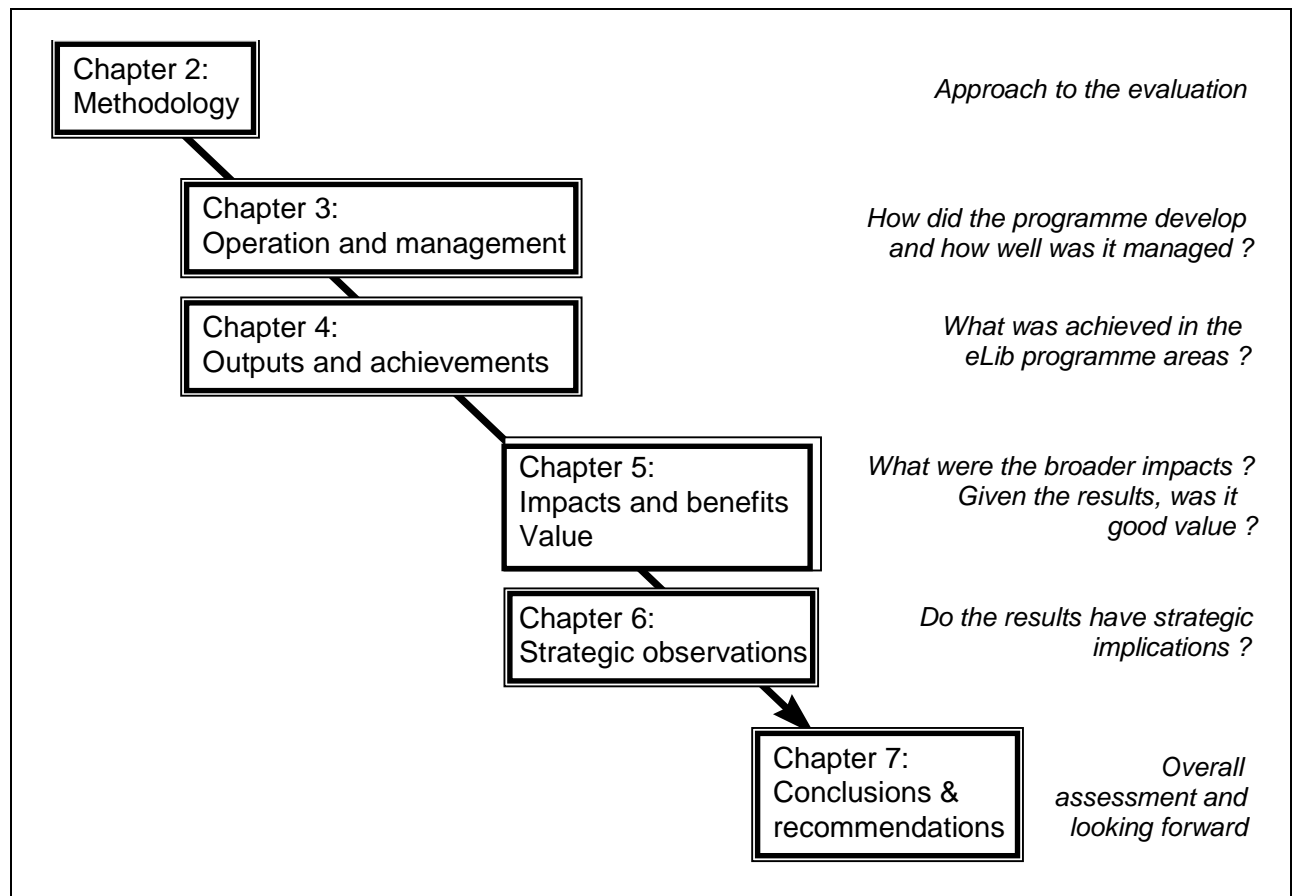 Chapter 2:
Methodology
Approach to the evaluation
Chapter 3:
Operation and management
How did the programme develop
and how well was it managed ?
Chapter 4:
Outputs and achievements
What was achieved in the
eLib programme areas ?
Chapter 5:
Impacts and benefits
Value
What were the broader impacts ?
Given the results, was it
good value ?
Chapter 6:
Strategic observations
Do the results have strategic
implications ?
Chapter 7:
Conclusions &
recommendations
Overall
assessment and
looking forward